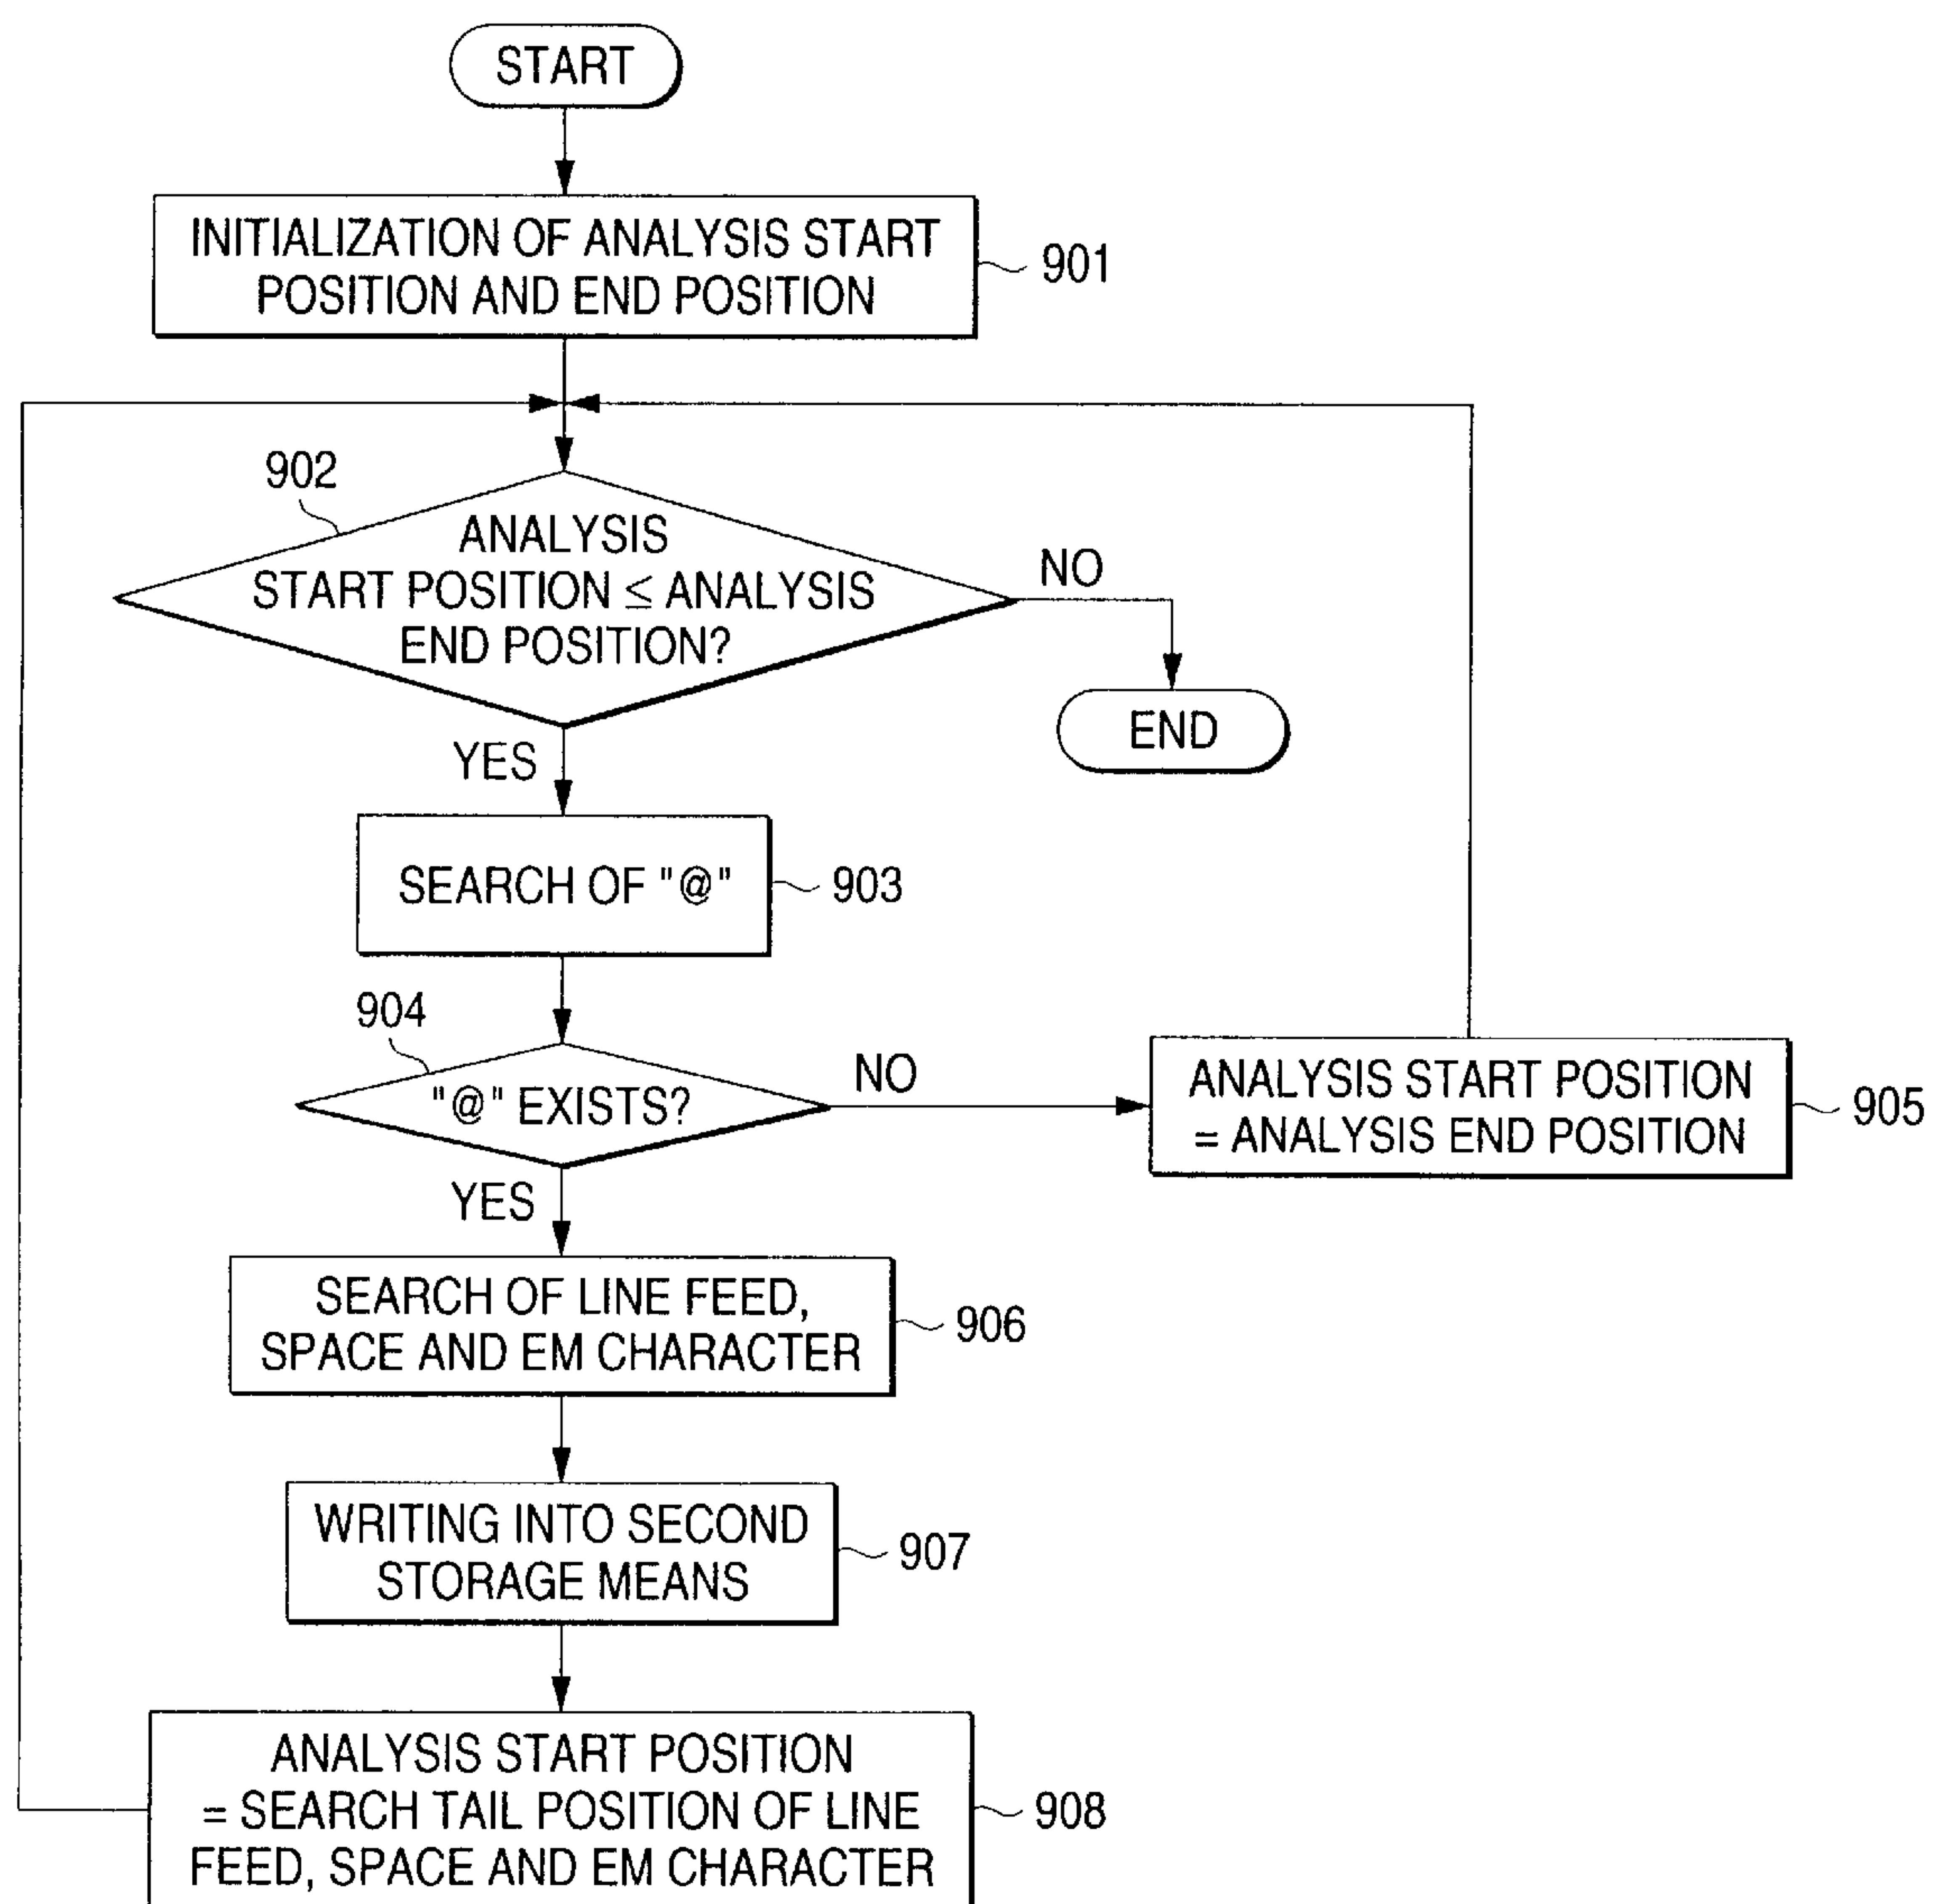 START
INITIALIZATION OF ANALYSIS START
POSITION AND END POSITION
901
902
ANALYSIS
START POSITION ≤ ANALYSIS
END POSITION?
NO
END
YES
SEARCH OF "@"
903
904
"@" EXISTS?
NO
ANALYSIS START POSITION
= ANALYSIS END POSITION
905
YES
SEARCH OF LINE FEED,
SPACE AND EM CHARACTER
906
WRITING INTO SECOND
STORAGE MEANS
907
ANALYSIS START POSITION
= SEARCH TAIL POSITION OF LINE
FEED, SPACE AND EM CHARACTER
908